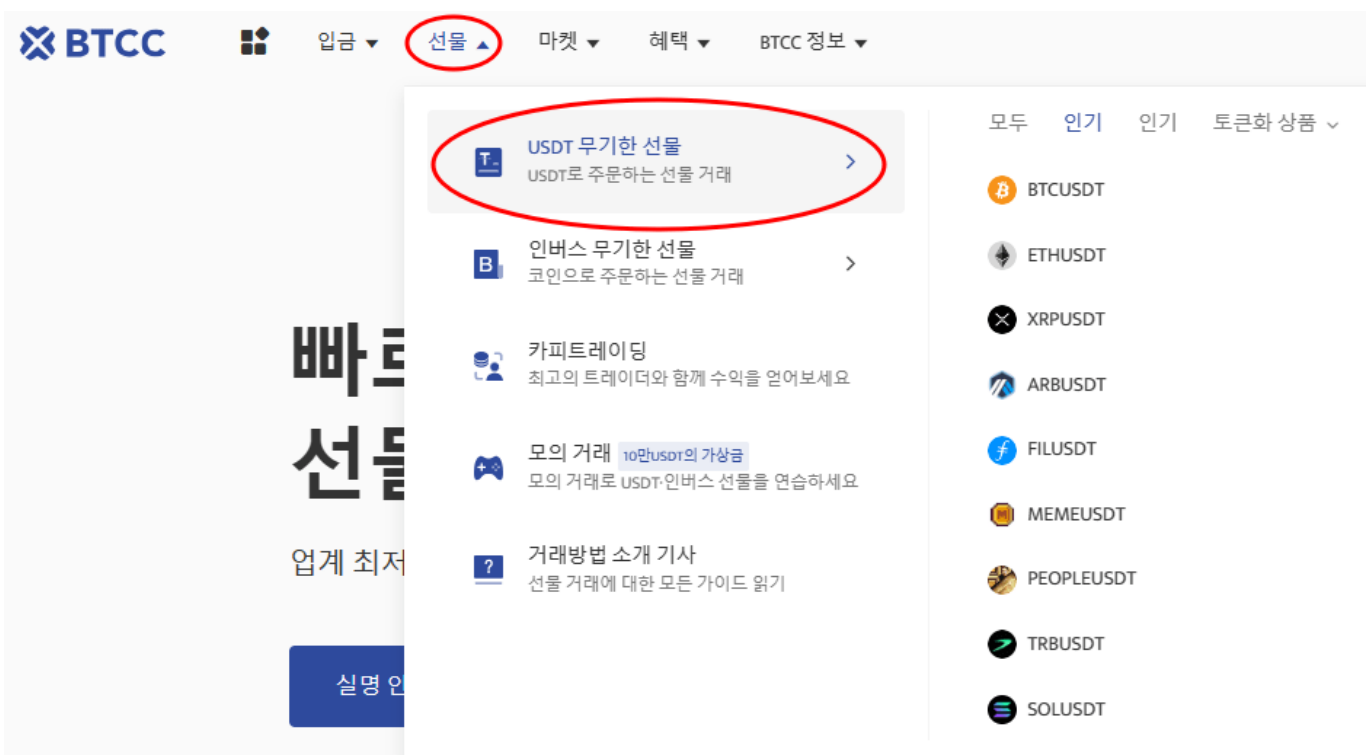 BTCC 입금 선물 마켓 혜택 BTCC 정보
USDT 무기한 선물
USDT로 주문하는 선물 거래
B 인버스 무기한 선물
코인으로 주문하는 선물 거래
카피트레이딩
최고의 트레이더와 함께 수익을 얻어보세요
모의 거래 10만USDT의 가상금
모의 거래로 USDT·인버스 선물을 연습하세요
? 거래방법 소개 기사
선물 거래에 대한 모든 가이드 읽기
모두 인기 인기 토큰화 상품
BTCUSDT
ETHUSDT
XRPUSDT
ARBUSDT
FILUSDT
MEMEUSDT
PEOPLEUSDT
TRBUSDT
SOLUSDT
빠르
선물
업계 최저
실명 인